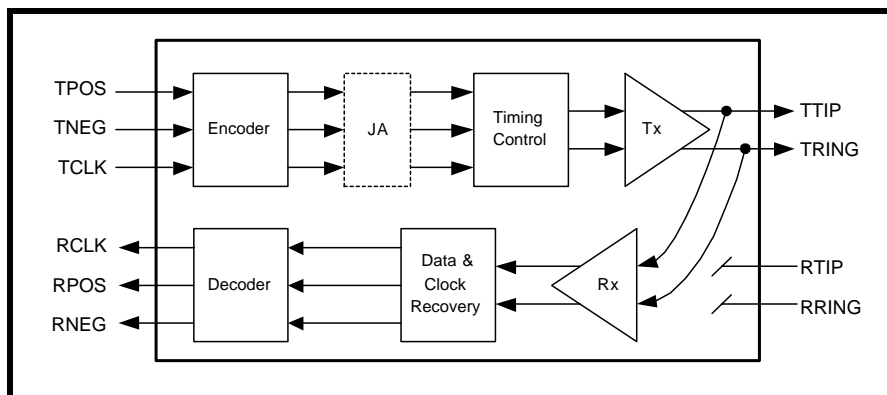 TPOS
TNEG
TCLK
Encoder
JA
Timing
Control
Tx
TTIP
TRING
RCLK
RPOS
RNEG
Decoder
Data &
Clock
Recovery
Rx
RTIP
RRING